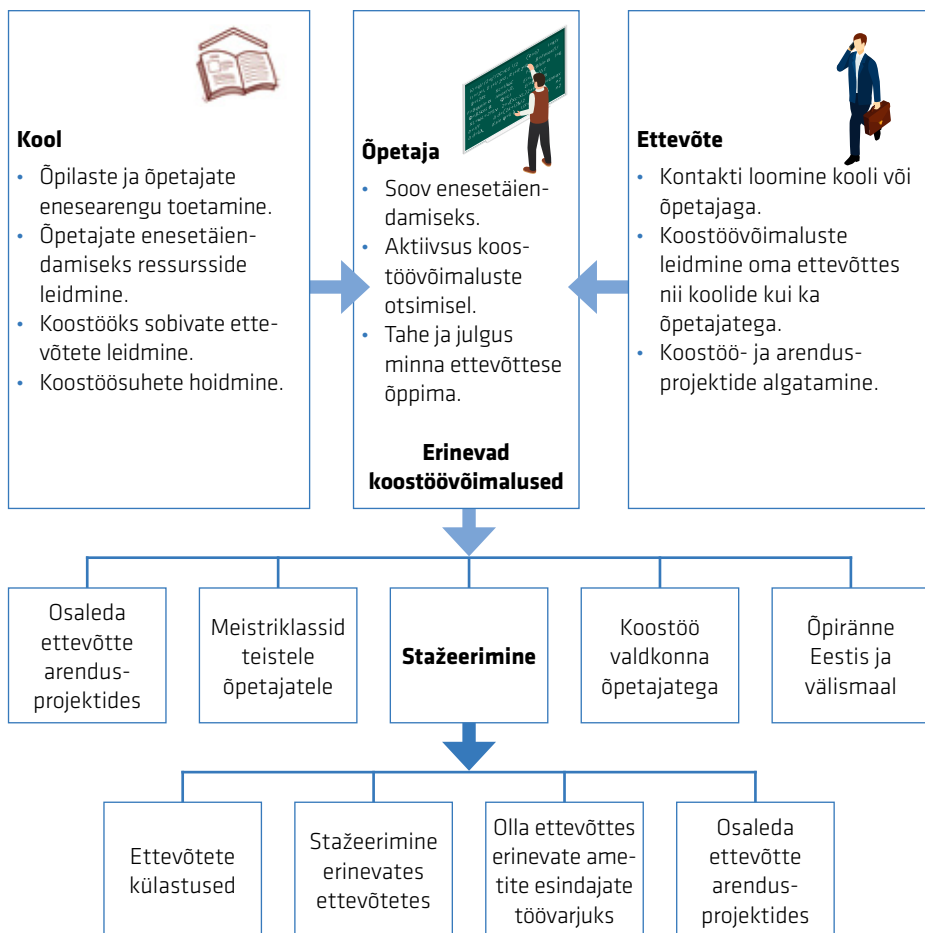 Kool
• Õpilaste ja õpetajate
enesearengu toetamine.
• Õpetajate enesetäien-
damiseks ressursside
leidmine.
• Koostööks sobivate ette-
võtete leidmine.
• Koostöösuhete hoidmine.
Õpetaja
• Soov enesetäien-
damiseks.
• Aktiivsus koos-
töövõimaluste
otsimisel.
• Tahe ja julgus
minna ettevõttesse
õppima.
Erinevad
koostöövõimalused
Ettevõte
• Kontakti loomine kooli või
õpetajaga.
• Koostöövõimaluste
leidmine oma ettevõttes
nii koolide kui ka
õpetajatega.
• Koostöö- ja arendus-
projektide algatamine.
Osaleda
ettevõtte
arendus-
projektides
Meistriklassid
teistele
õpetajatele
Stažeerimine
Koostöö
valdkonna
õpetajatega
Õpiränne
Eestis ja
välismaal
Ettevõtete
külastused
Stažeerimine
erinevates
ettevõtetes
Olla ettevõttes
erinevate ame-
tite esindajate
töövarjuks
Osaleda
ettevõtte
arendus-
projektides